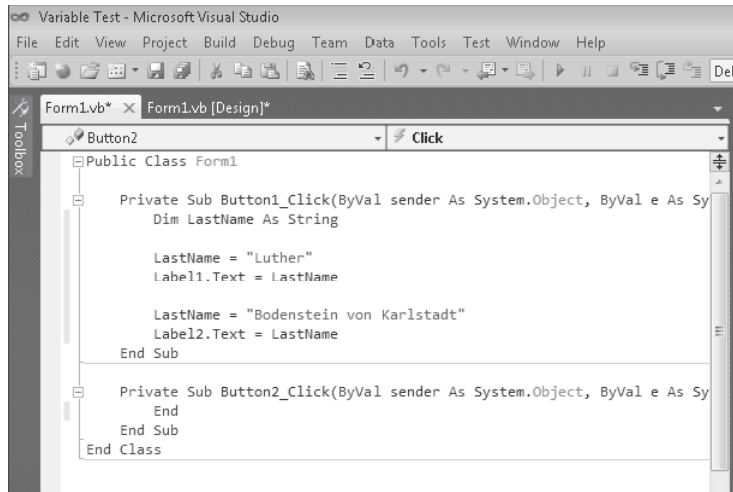 Variable Test - Microsoft Visual Studio
File Edit View Project Build Debug Team Data Tools Test Window Help
Toolbox
Form1.vb* Form1.vb [Design]*
Button2 Click
Public Class Form1
Private Sub Button1_Click(ByVal sender As System.Object, ByVal e As Sy
Dim LastName As String
LastName = "Luther"
Label1.Text = LastName
LastName = "Bodenstein von Karlstadt"
Label2.Text = LastName
End Sub
Private Sub Button2_Click(ByVal sender As System.Object, ByVal e As Sy
End
End Sub
End Class